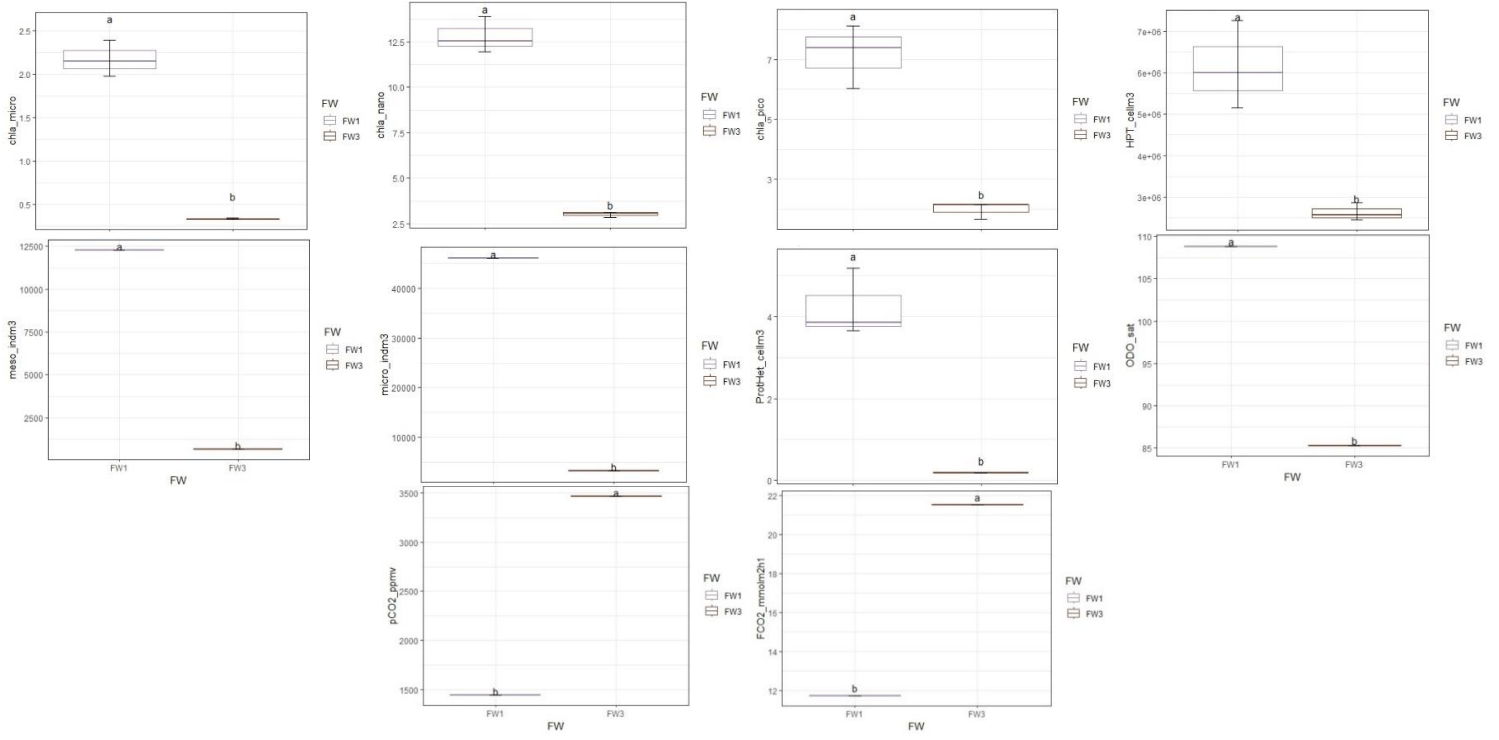 a
2.5
2.0
1.5
1.0
0.5
b
chla_micro
FW
FW1
FW3
a
12.5
10.0
7.5
5.0
2.5
b
chla_nano
FW
FW1
FW3
a
7
5
3
b
chla_pico
FW
FW1
FW3
a
7e+06
6e+06
5e+06
4e+06
3e+06
b
HPT_cellm3
FW
FW1
FW3
12500
a
10000
7500
5000
2500
b
meso_indm3
FW1 FW3
FW
FW
FW1
FW3
a
40000
30000
20000
10000
b
micro_indm3
FW
FW1
FW3
a
4
2
0
b
ProtHet_cellm3
FW
FW1
FW3
110
a
105
100
95
90
85
b
ODO_sat
FW1 FW3
FW
FW
FW1
FW3
3500
a
3000
2500
2000
1500
b
pCO2_ppmv
FW1 FW3
FW
FW
FW1
FW3
22
a
20
18
16
14
12
b
FCO2_mmolm2h1
FW1 FW3
FW
FW
FW1
FW3